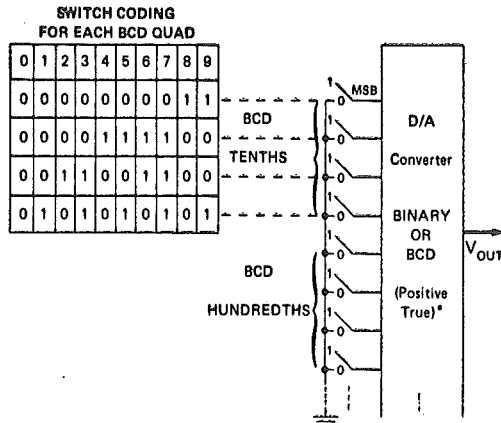 SWITCH CODING
FOR EACH BCD QUAD
0 1 2 3 4 5 6 7 8 9
0 0 0 0 0 0 0 0 1 1
0 0 0 0 1 1 1 1 0 0
0 0 1 1 0 0 1 1 0 0
0 1 0 1 0 1 0 1 0 1
BCD
TENTHS
BCD
HUNDREDTHS
1
0
1
0
1
0
1
0
1
0
1
0
1
0
1
0
MSB
D/A
Converter
BINARY
OR
BCD
(Positive
True)*
VOUT